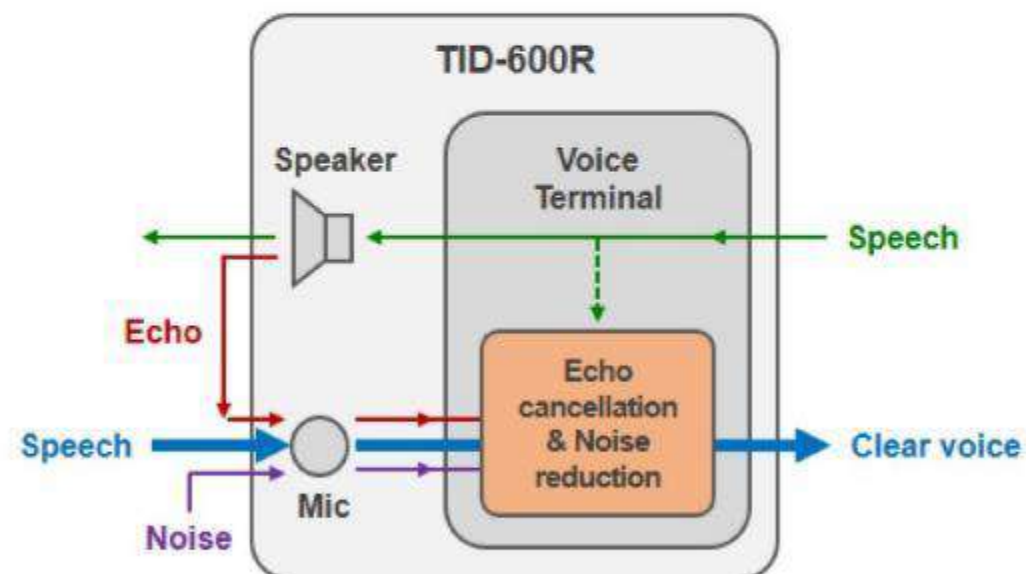 TID-600R
Speaker
Voice
Terminal
Speech
Echo
Echo
cancellation
& Noise
reduction
Speech
Clear voice
Mic
Noise